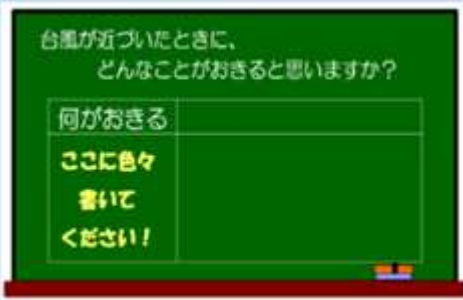 台風が近づいたときに、
どんなことがおきると思いますか？
何がおきる
ここに色々
書いて
ください！